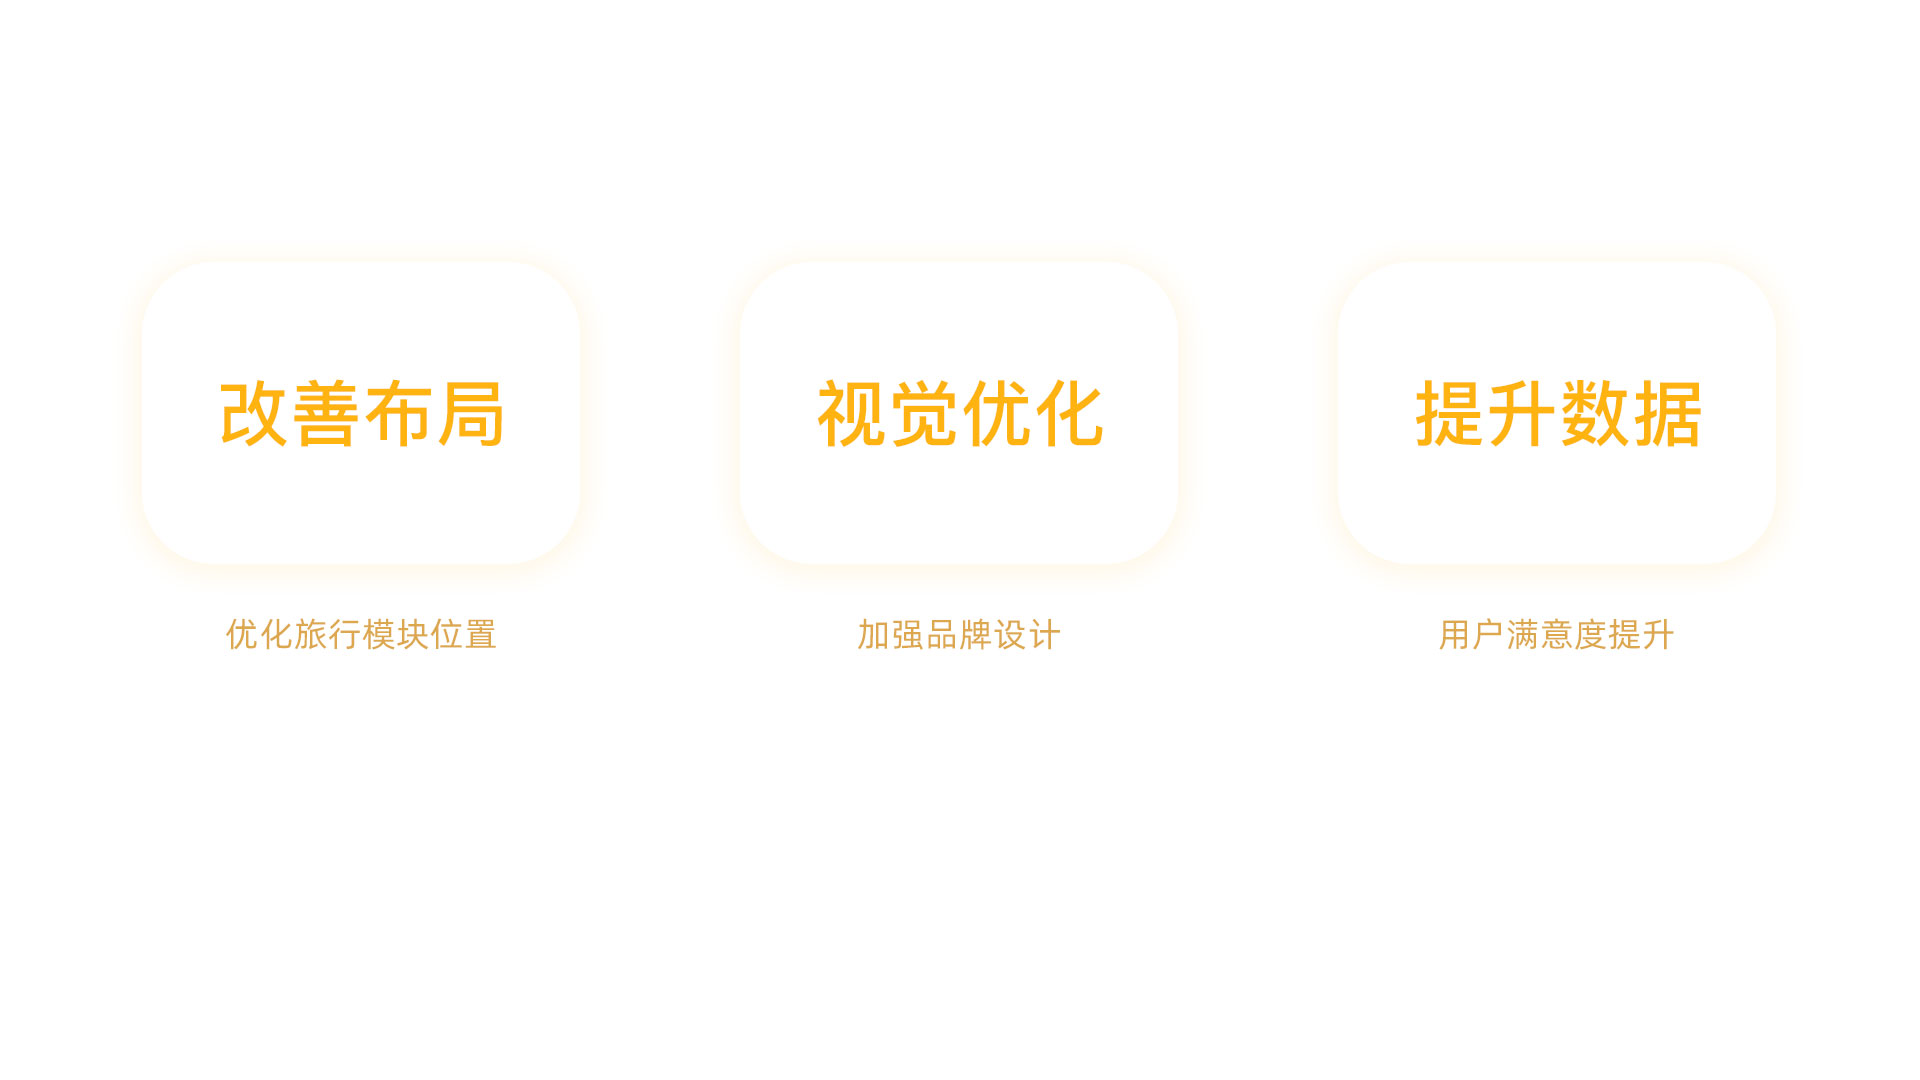 改善布局
视觉优化
提升数据
优化旅行模块位置
加强品牌设计
用户满意度提升